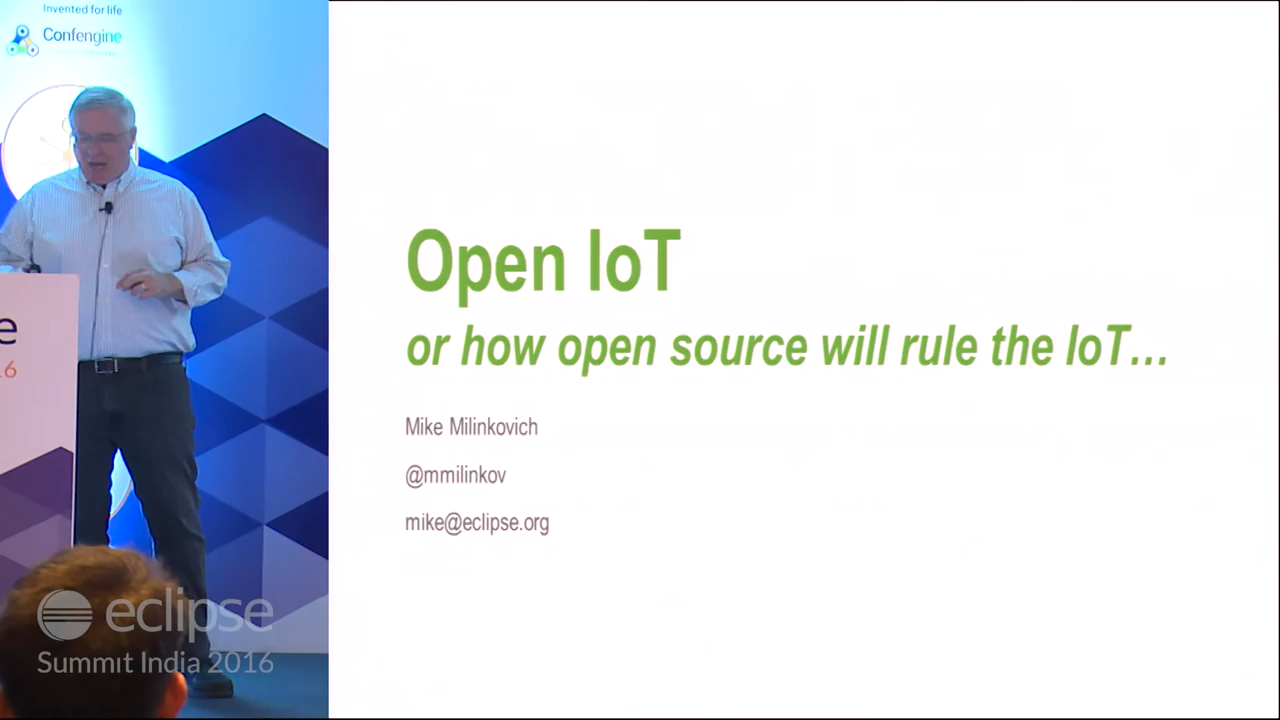 Invented for life
Confengine
e
16
eclipse
Summit India 2016
Open IoT
or how open source will rule the IoT...
Mike Milinkovich
@mmilinkov
mike@eclipse.org